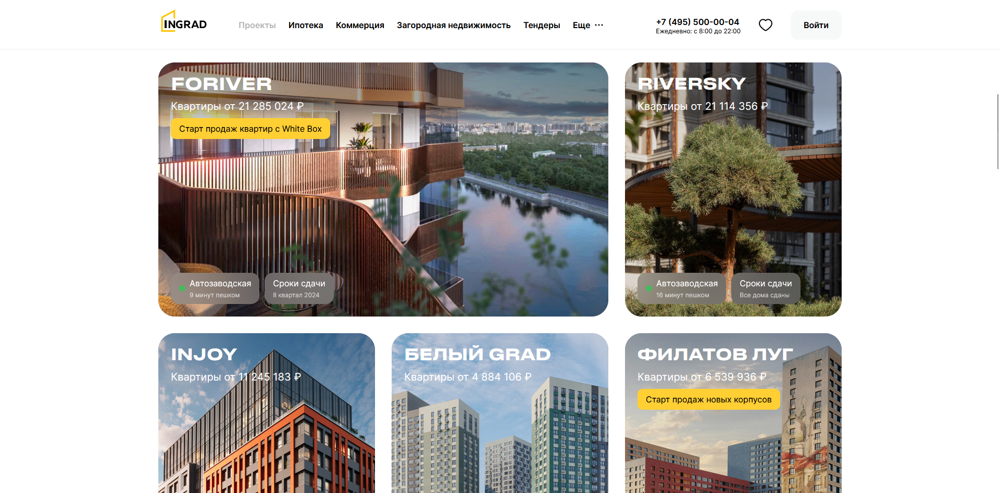 INGRAD
Проекты
Ипотека
Коммерция
Загородная недвижимость
Тендеры
Еще ···
+7 (495) 500-00-04
Ежедневно: с 8:00 до 22:00
Войти
FORIVER
Квартиры от 21 285 024 ₽
Старт продаж квартир с White Box
Автозаводская
9 минут пешком
Сроки сдачи
II квартал 2024
RIVERSKY
Квартиры от 21 114 356 ₽
Автозаводская
16 минут пешком
Сроки сдачи
Все дома сданы
INJOY
Квартиры от 11 245 183 ₽
БЕЛЫЙ GRAD
Квартиры от 4 884 106 ₽
ФИЛАТОВ ЛУГ
Квартиры от 6 539 936 ₽
Старт продаж новых корпусов